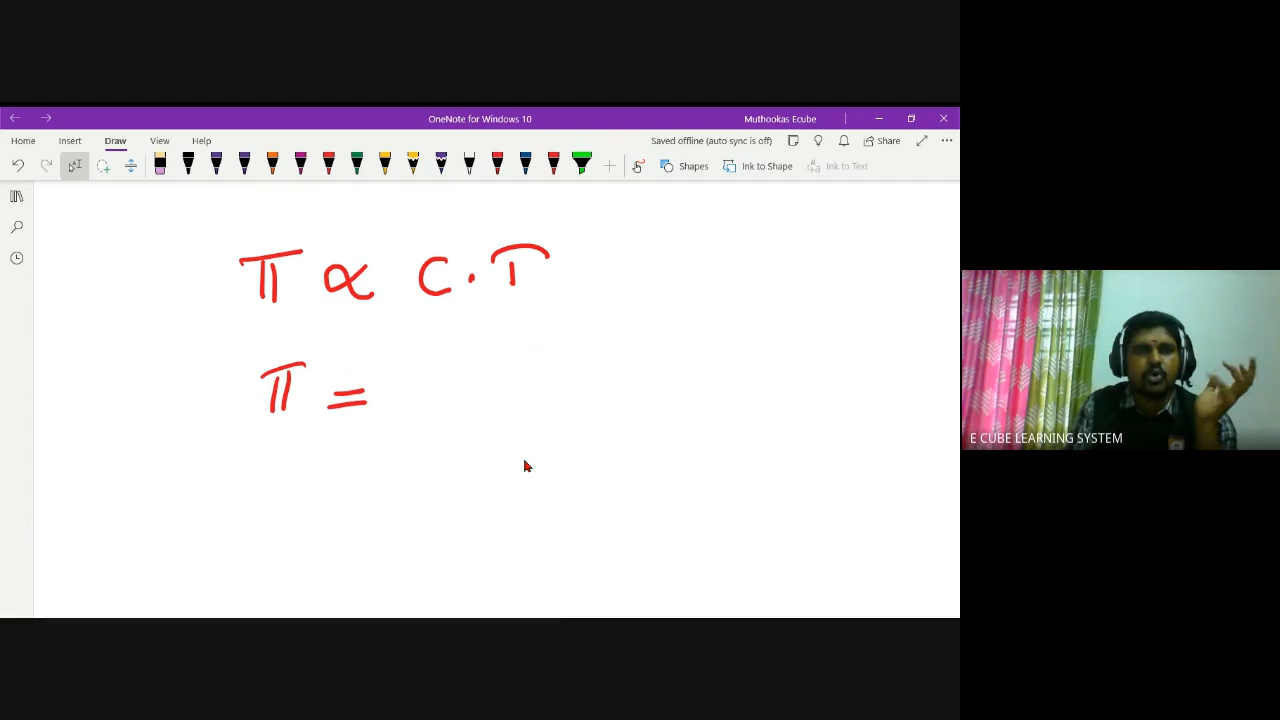 OneNote for Windows 10
Muthookas Ecube
Home Insert Draw View Help
Saved offline (auto sync is off)
Share
Shapes
Ink to Shape
Ink to Text
π ∝ C . T
π =
E CUBE LEARNING SYSTEM